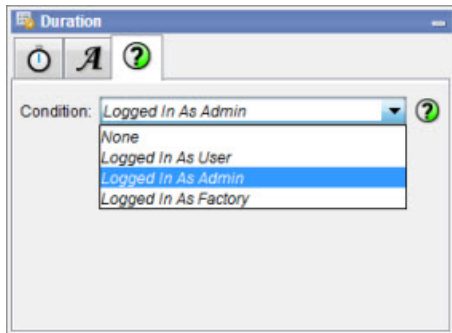 Duration
A
Condition: Logged In As Admin
None
Logged In As User
Logged In As Admin
Logged In As Factory